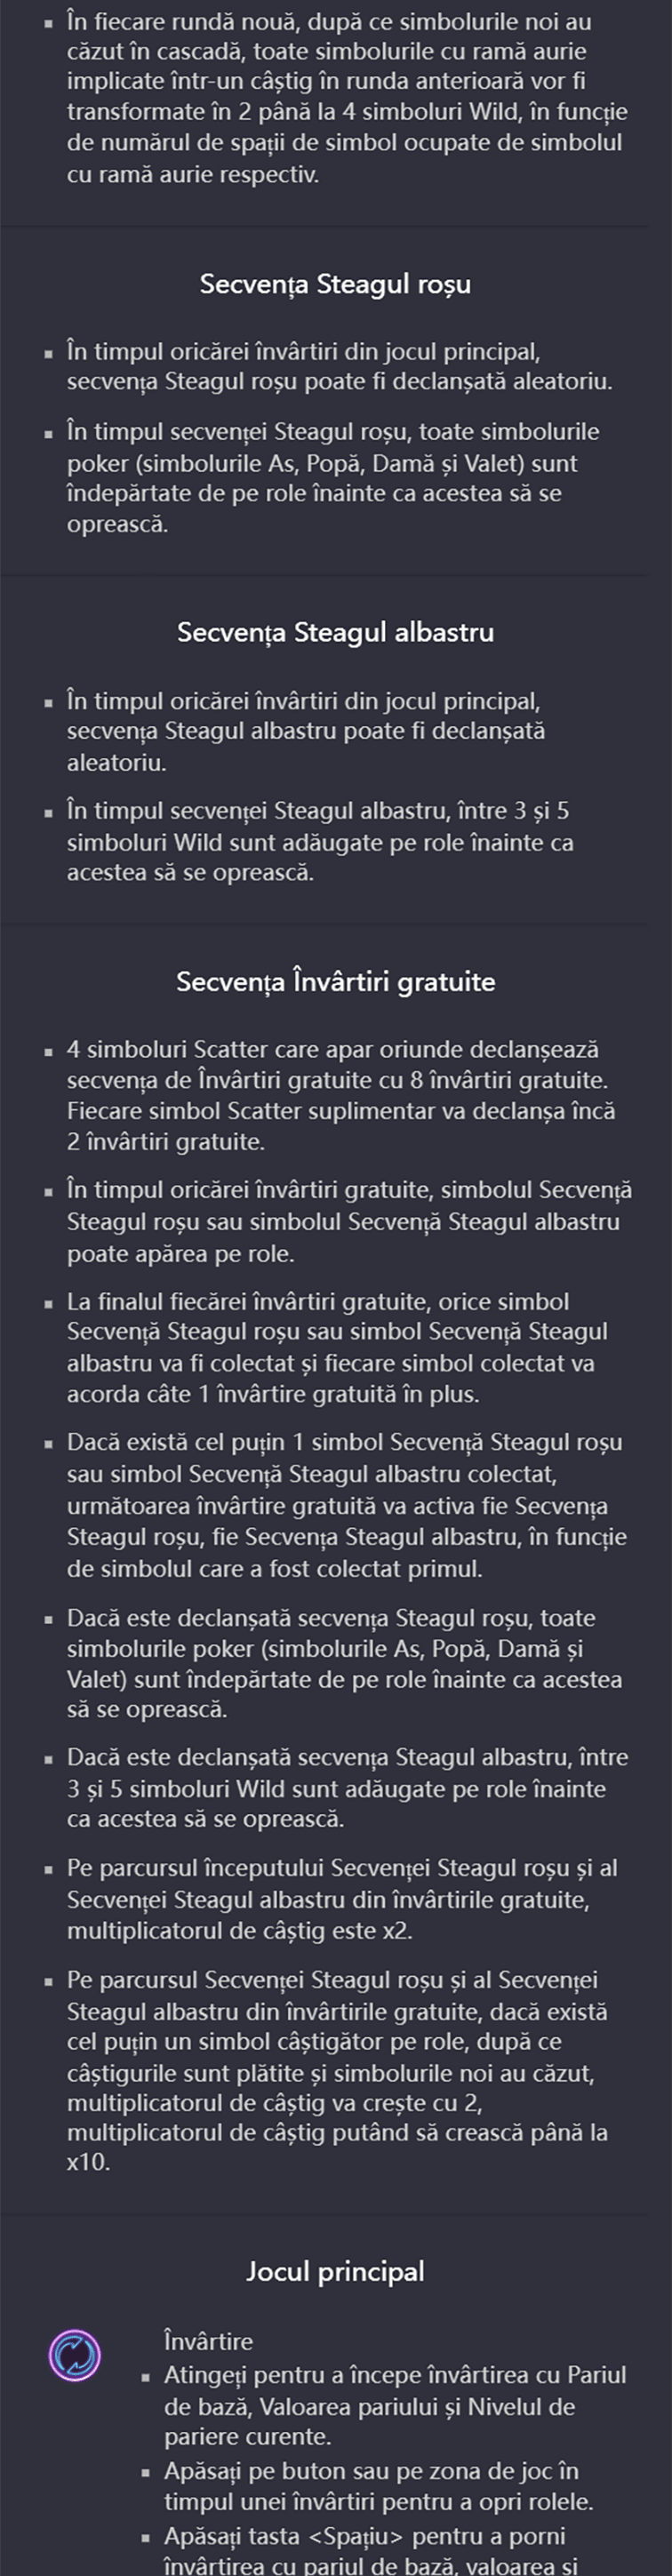 În fiecare rundă nouă, după ce simbolurile noi au
căzut în cascadă, toate simbolurile cu ramă aurie
implicate într-un câștig în runda anterioară vor fi
transformate în 2 până la 4 simboluri Wild, în funcție
de numărul de spații de simbol ocupate de simbolul
cu ramă aurie respectiv.
Secvența Steagul roșu
În timpul oricărei învârtiri din jocul principal,
secvența Steagul roșu poate fi declanșată aleatoriu.
În timpul secvenței Steagul roșu, toate simbolurile
poker (simbolurile As, Popă, Damă și Valet) sunt
îndepărtate de pe role înainte ca acestea să se
oprească.
Secvența Steagul albastru
În timpul oricărei învârtiri din jocul principal,
secvența Steagul albastru poate fi declanșată
aleatoriu.
În timpul secvenței Steagul albastru, între 3 și 5
simboluri Wild sunt adăugate pe role înainte ca
acestea să se oprească.
Secvența Învârtiri gratuite
4 simboluri Scatter care apar oriunde declanșează
secvența de Învârtiri gratuite cu 8 învârtiri gratuite.
Fiecare simbol Scatter suplimentar va declanșa încă
2 învârtiri gratuite.
În timpul oricărei învârtiri gratuite, simbolul Secvență
Steagul roșu sau simbolul Secvență Steagul albastru
poate apărea pe role.
La finalul fiecărei învârtiri gratuite, orice simbol
Secvență Steagul roșu sau simbol Secvență Steagul
albastru va fi colectat și fiecare simbol colectat va
acorda câte 1 învârtire gratuită în plus.
Dacă există cel puțin 1 simbol Secvență Steagul roșu
sau simbol Secvență Steagul albastru colectat,
următoarea învârtire gratuită va activa fie Secvența
Steagul roșu, fie Secvența Steagul albastru, în funcție
de simbolul care a fost colectat primul.
Dacă este declanșată secvența Steagul roșu, toate
simbolurile poker (simbolurile As, Popă, Damă și
Valet) sunt îndepărtate de pe role înainte ca acestea
să se oprească.
Dacă este declanșată secvența Steagul albastru, între
3 și 5 simboluri Wild sunt adăugate pe role înainte
ca acestea să se oprească.
Pe parcursul începutului Secvenței Steagul roșu și al
Secvenței Steagul albastru din învârtirile gratuite,
multiplicatorul de câștig este x2.
Pe parcursul Secvenței Steagul roșu și al Secvenței
Steagul albastru din învârtirile gratuite, dacă există
cel puțin un simbol câștigător pe role, după ce
câștigurile sunt plătite și simbolurile noi au căzut,
multiplicatorul de câștig va crește cu 2,
multiplicatorul de câștig putând să crească până la
x10.
Jocul principal
Învârtire
Atingeți pentru a începe învârtirea cu Pariul
de bază, Valoarea pariului și Nivelul de
pariere curente.
Apăsați pe buton sau pe zona de joc în
timpul unei învârtiri pentru a opri rolele.
Apăsați tasta <Spațiu> pentru a porni
învârtirea cu pariul de bază, valoarea și